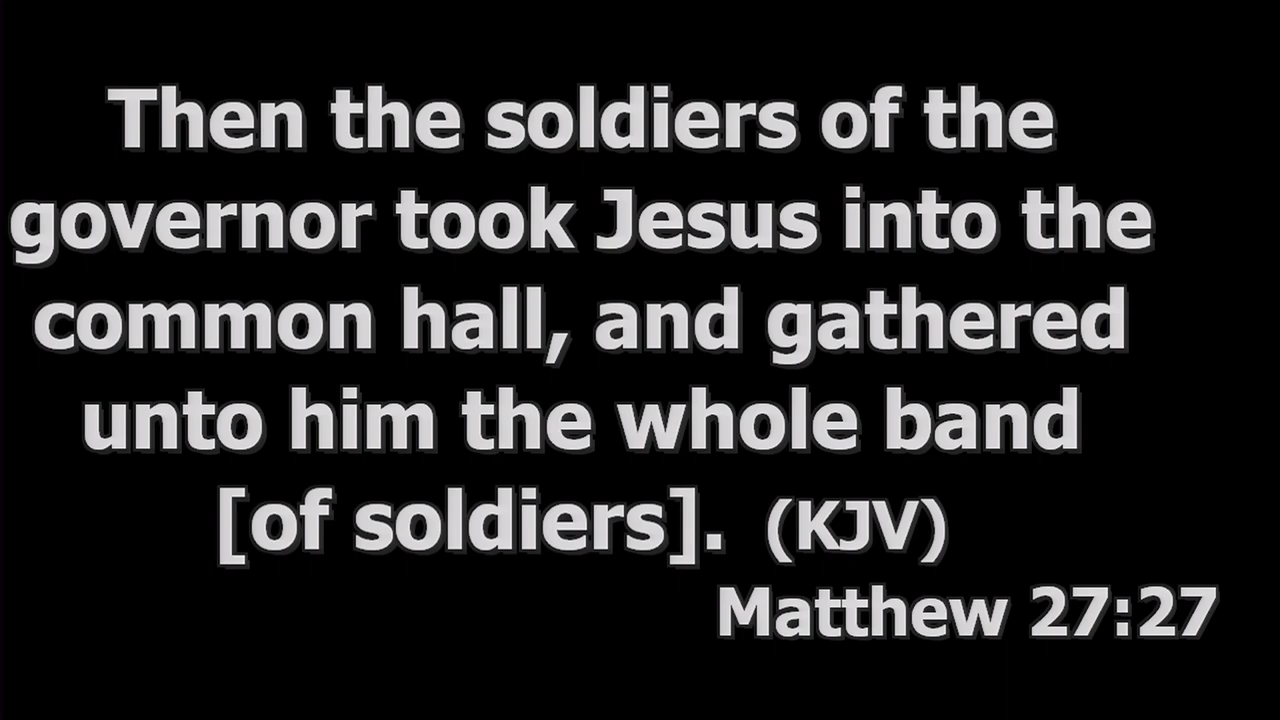 Then the soldiers of the
governor took Jesus into the
common hall, and gathered
unto him the whole band
[of soldiers]. (KJV)
Matthew 27:27